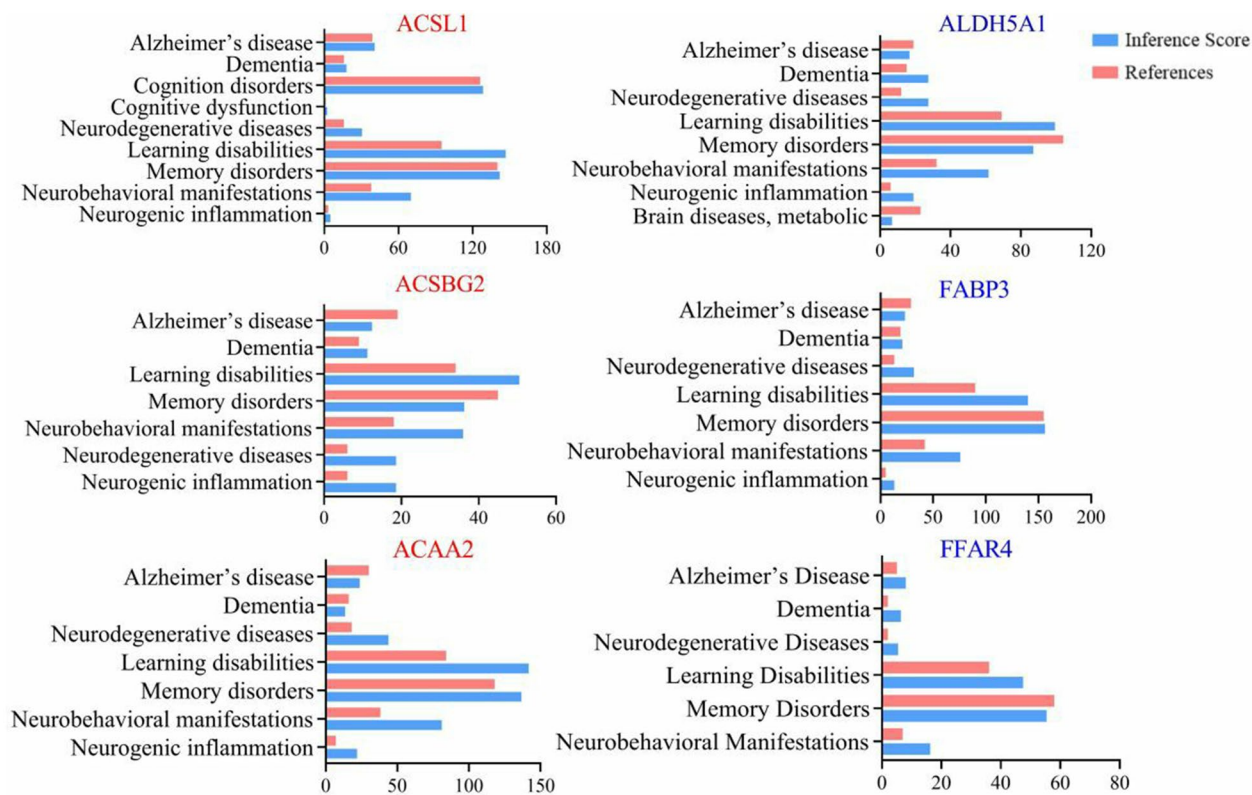 ACSL1
Alzheimer's disease
Dementia
Cognition disorders
Cognitive dysfunction
Neurodegenerative diseases
Learning disabilities
Memory disorders
Neurobehavioral manifestations
Neurogenic inflammation
0 60 120 180
ALDH5A1
Alzheimer's disease
Dementia
Neurodegenerative diseases
Learning disabilities
Memory disorders
Neurobehavioral manifestations
Neurogenic inflammation
Brain diseases, metabolic
0 40 80 120
Inference Score
References
ACSBG2
Alzheimer's disease
Dementia
Learning disabilities
Memory disorders
Neurobehavioral manifestations
Neurodegenerative diseases
Neurogenic inflammation
0 20 40 60
FABP3
Alzheimer's disease
Dementia
Neurodegenerative diseases
Learning disabilities
Memory disorders
Neurobehavioral manifestations
Neurogenic inflammation
0 50 100 150 200
ACAA2
Alzheimer's disease
Dementia
Neurodegenerative diseases
Learning disabilities
Memory disorders
Neurobehavioral manifestations
Neurogenic inflammation
0 50 100 150
FFAR4
Alzheimer's Disease
Dementia
Neurodegenerative Diseases
Learning Disabilities
Memory Disorders
Neurobehavioral Manifestations
0 20 40 60 80